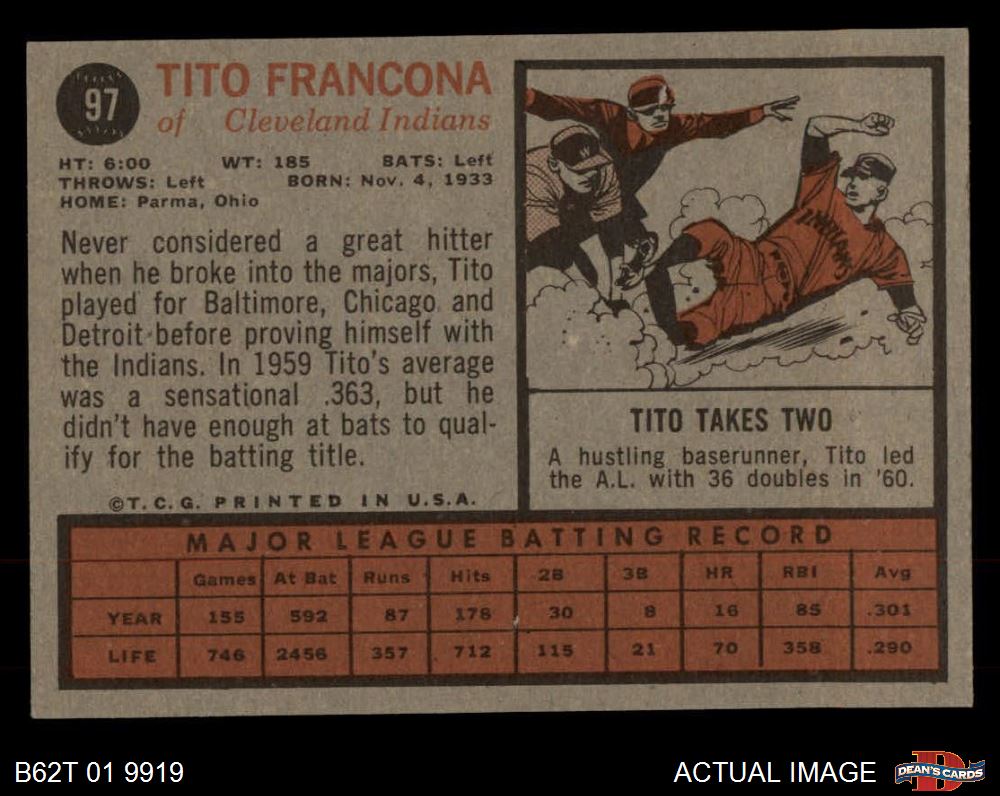 97
TITO FRANCONA
of Cleveland Indians
HT: 6:00 WT: 185 BATS: Left
THROWS: Left BORN: Nov. 4, 1933
HOME: Parma, Ohio
Never considered a great hitter
when he broke into the majors, Tito
played for Baltimore, Chicago and
Detroit before proving himself with
the Indians. In 1959 Tito's average
was a sensational .363, but he
didn't have enough at bats to qual-
ify for the batting title.
©T.C.G. PRINTED IN U.S.A.
W
INDIANS
TITO TAKES TWO
A hustling baserunner, Tito led
the A.L. with 36 doubles in '60.
MAJOR LEAGUE BATTING RECORD
Games At Bat Runs Hits 2B 3B HR RBI Avg
YEAR 155 592 87 178 30 8 16 85 .301
LIFE 746 2456 357 712 115 21 70 358 .290
B62T 01 9919
ACTUAL IMAGE
D
DEAN'S CARDS